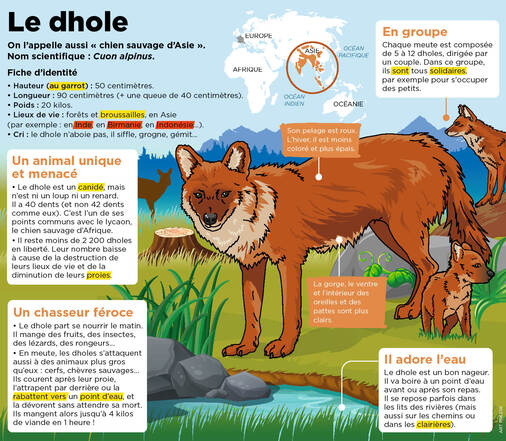 Le dhole
On l'appelle aussi « chien sauvage d'Asie ».
Nom scientifique : Cuon alpinus.
Fiche d'identité
• Hauteur (au garrot) : 50 centimètres.
• Longueur : 90 centimètres (+ une queue de 40 centimètres).
• Poids : 20 kilos.
• Lieux de vie : forêts et broussailles, en Asie
(par exemple : en Inde, en Birmanie, en Indonésie...).
• Cri : le dhole n'aboie pas, il siffle, grogne, gémit...
EUROPE
ASIE
OCÉAN
PACIFIQUE
AFRIQUE
OCÉAN
INDIEN
OCÉANIE
En groupe
Chaque meute est composée
de 5 à 12 dholes, dirigée par
un couple. Dans ce groupe,
ils sont tous solidaires,
par exemple pour s'occuper
des petits.
Son pelage est roux.
L'hiver, il est moins
coloré et plus épais.
Un animal unique
et menacé
• Le dhole est un canidé, mais
n'est ni un loup ni un renard.
Il a 40 dents (et non 42 dents
comme eux). C'est l'un de ses
points communs avec le lycaon,
le chien sauvage d'Afrique.
• Il reste moins de 2 200 dholes
en liberté. Leur nombre baisse
à cause de la destruction de
leurs lieux de vie et de la
diminution de leurs proies.
La gorge, le ventre
et l'intérieur des
oreilles et des
pattes sont plus
clairs.
Un chasseur féroce
• Le dhole part se nourrir le matin.
Il mange des fruits, des insectes,
des lézards, des rongeurs...
• En meute, les dholes s'attaquent
aussi à des animaux plus gros
qu'eux : cerfs, chèvres sauvages...
Ils courent après leur proie,
l'attrapent par derrière ou la
rabattent vers un point d'eau, et
la dévorent sans attendre sa mort.
Ils mangent alors jusqu'à 4 kilos
de viande en 1 heure !
Il adore l'eau
Le dhole est un bon nageur.
Il va boire à un point d'eau
avant ou après son repas.
Il se repose parfois dans
les lits des rivières (mais
aussi sur les chemins ou
dans les clairières).